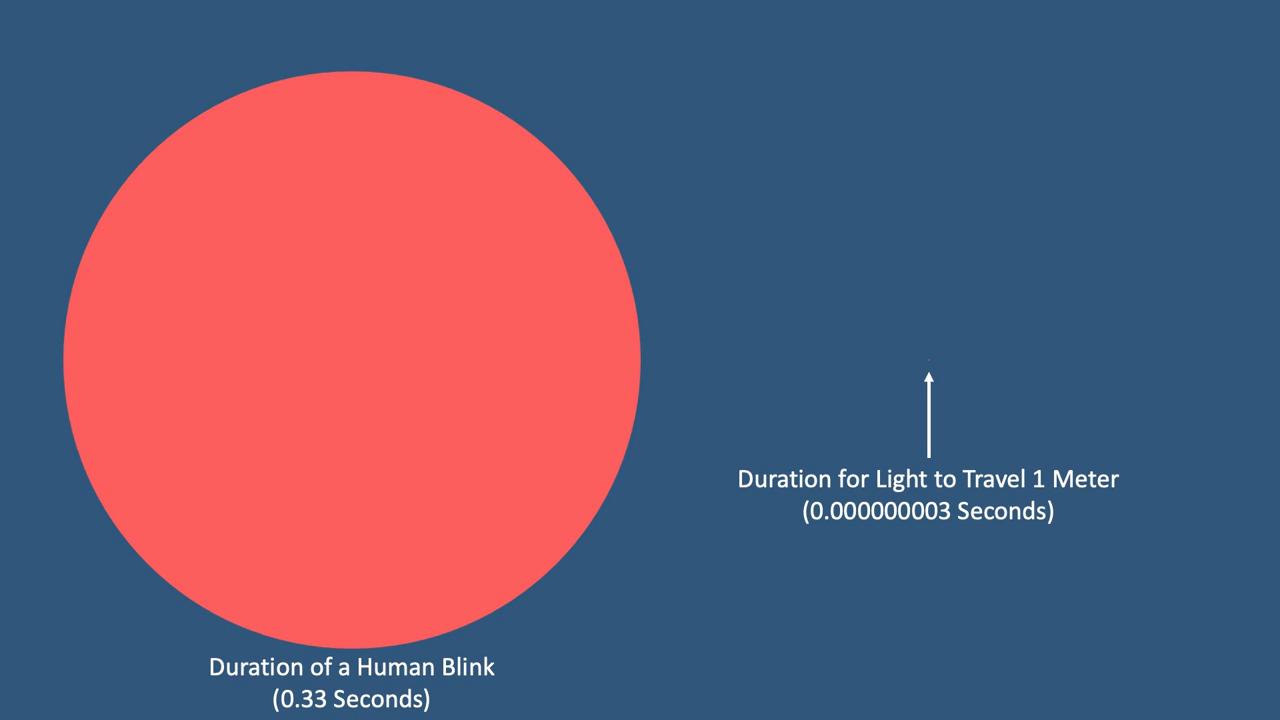 Duration for Light to Travel 1 Meter
(0.000000003 Seconds)
Duration of a Human Blink
(0.33 Seconds)